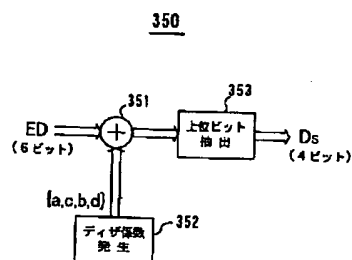 350
351
353
ED
(6ビット)
+
上位ビット
抽出
Ds
(4ビット)
{a,c,b,d}
352
ディザ係数
発生